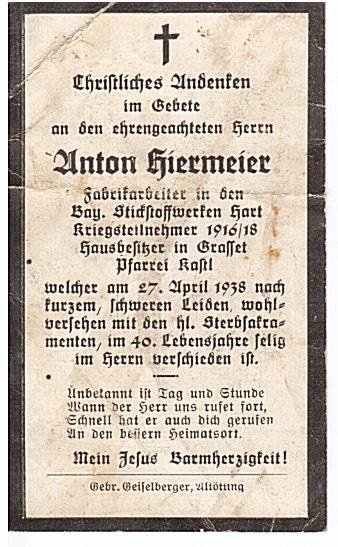 Christliches Andenken
im Gebete
an den ehrengeachteten Herrn
Anton Hiermeier
Fabrikarbeiter in den
Bay. Stickstoffwerken Hart
Kriegsteilnehmer 1916/18
Hausbesitzer in Grasset
Pfarrei Kastl
welcher am 27. April 1938 nach
kurzem, schweren Leiden, wohl-
versehen mit den hl. Sterbsakra-
menten, im 40. Lebensjahre selig
im Herrn verschieden ist.
Unbekannt ist Tag und Stunde
Wann der Herr uns rufet fort,
Schnell hat er auch dich gerufen
An den bessern Heimatsort.
Mein Jesus Barmherzigkeit!
Gebr. Geiselberger, Altötting